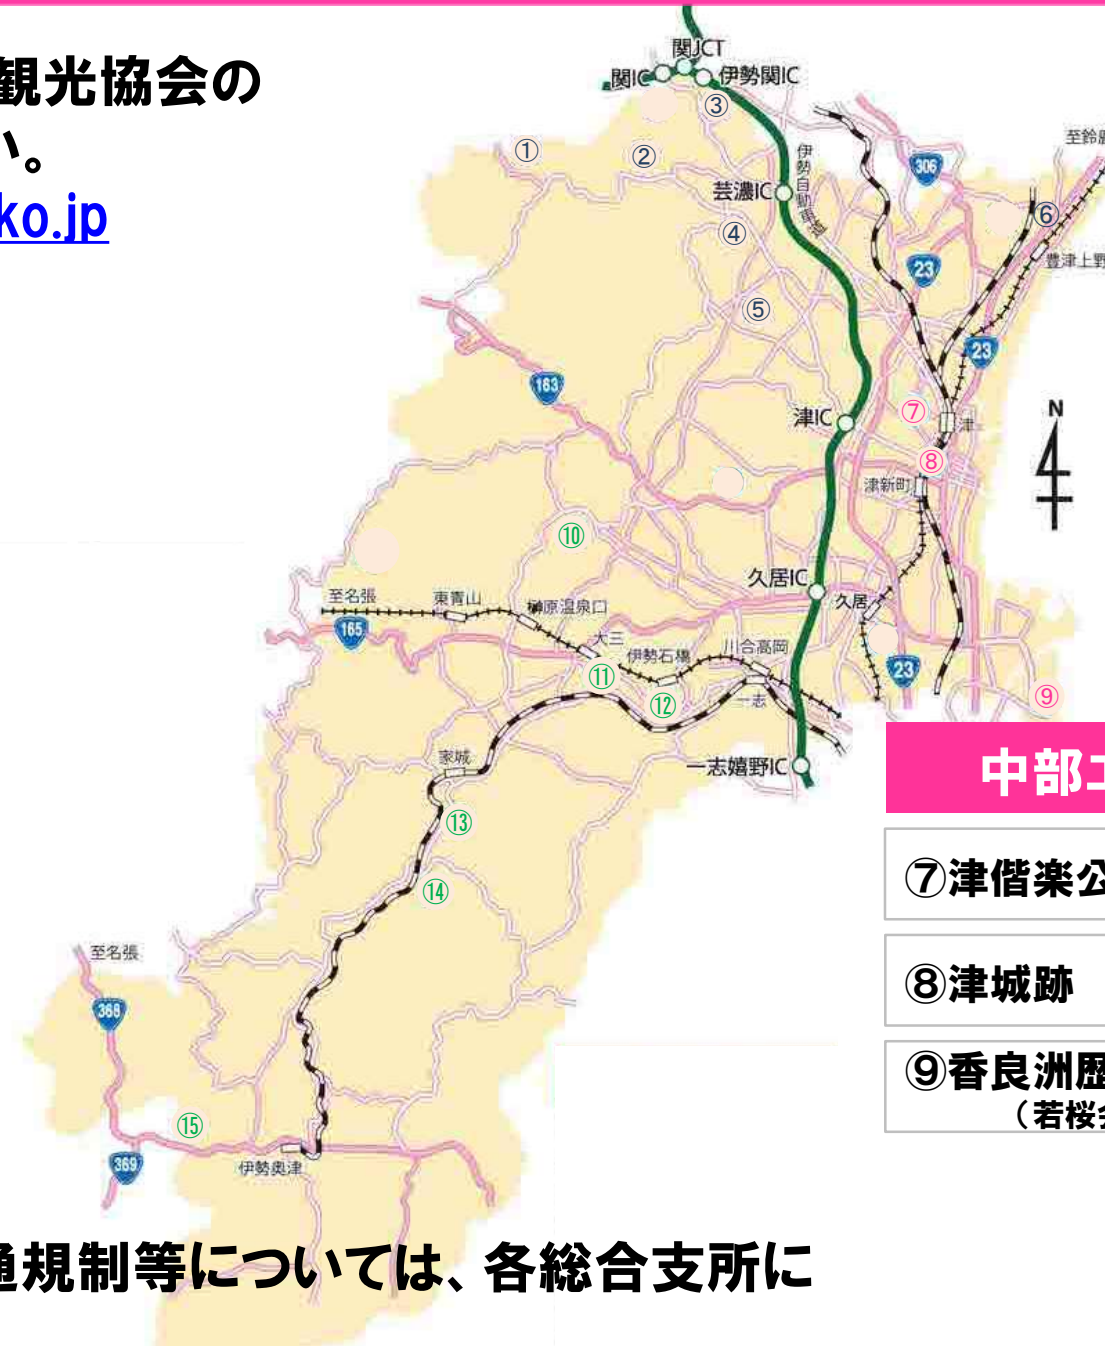 観光協会の
い。
ko.jp
関JCT
関IC
伊勢関IC
③
①
②
伊勢自動車道
306
至鈴鹿
芸濃IC
⑥
④
豊津上野
23
⑤
23
163
津IC
⑦
津
N
⑧
津新町
⑩
久居IC
至名張
東青山
榊原温泉口
久居
165
大三
伊勢石橋
川合高岡
23
⑪
⑫
一志
⑨
家城
一志嬉野IC
中部エ
⑬
⑦津偕楽公
⑭
至名張
⑧津城跡
368
⑨香良洲歴
（若桜会
⑮
369
伊勢奥津
通規制等については、各総合支所に